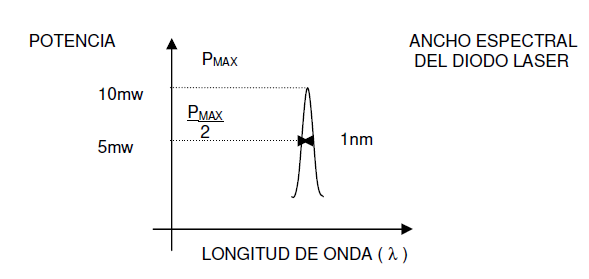 POTENCIA
ANCHO ESPECTRAL
DEL DIODO LASER
PMAX
10mw
PMAX
2
5mw
1nm
LONGITUD DE ONDA ( λ )